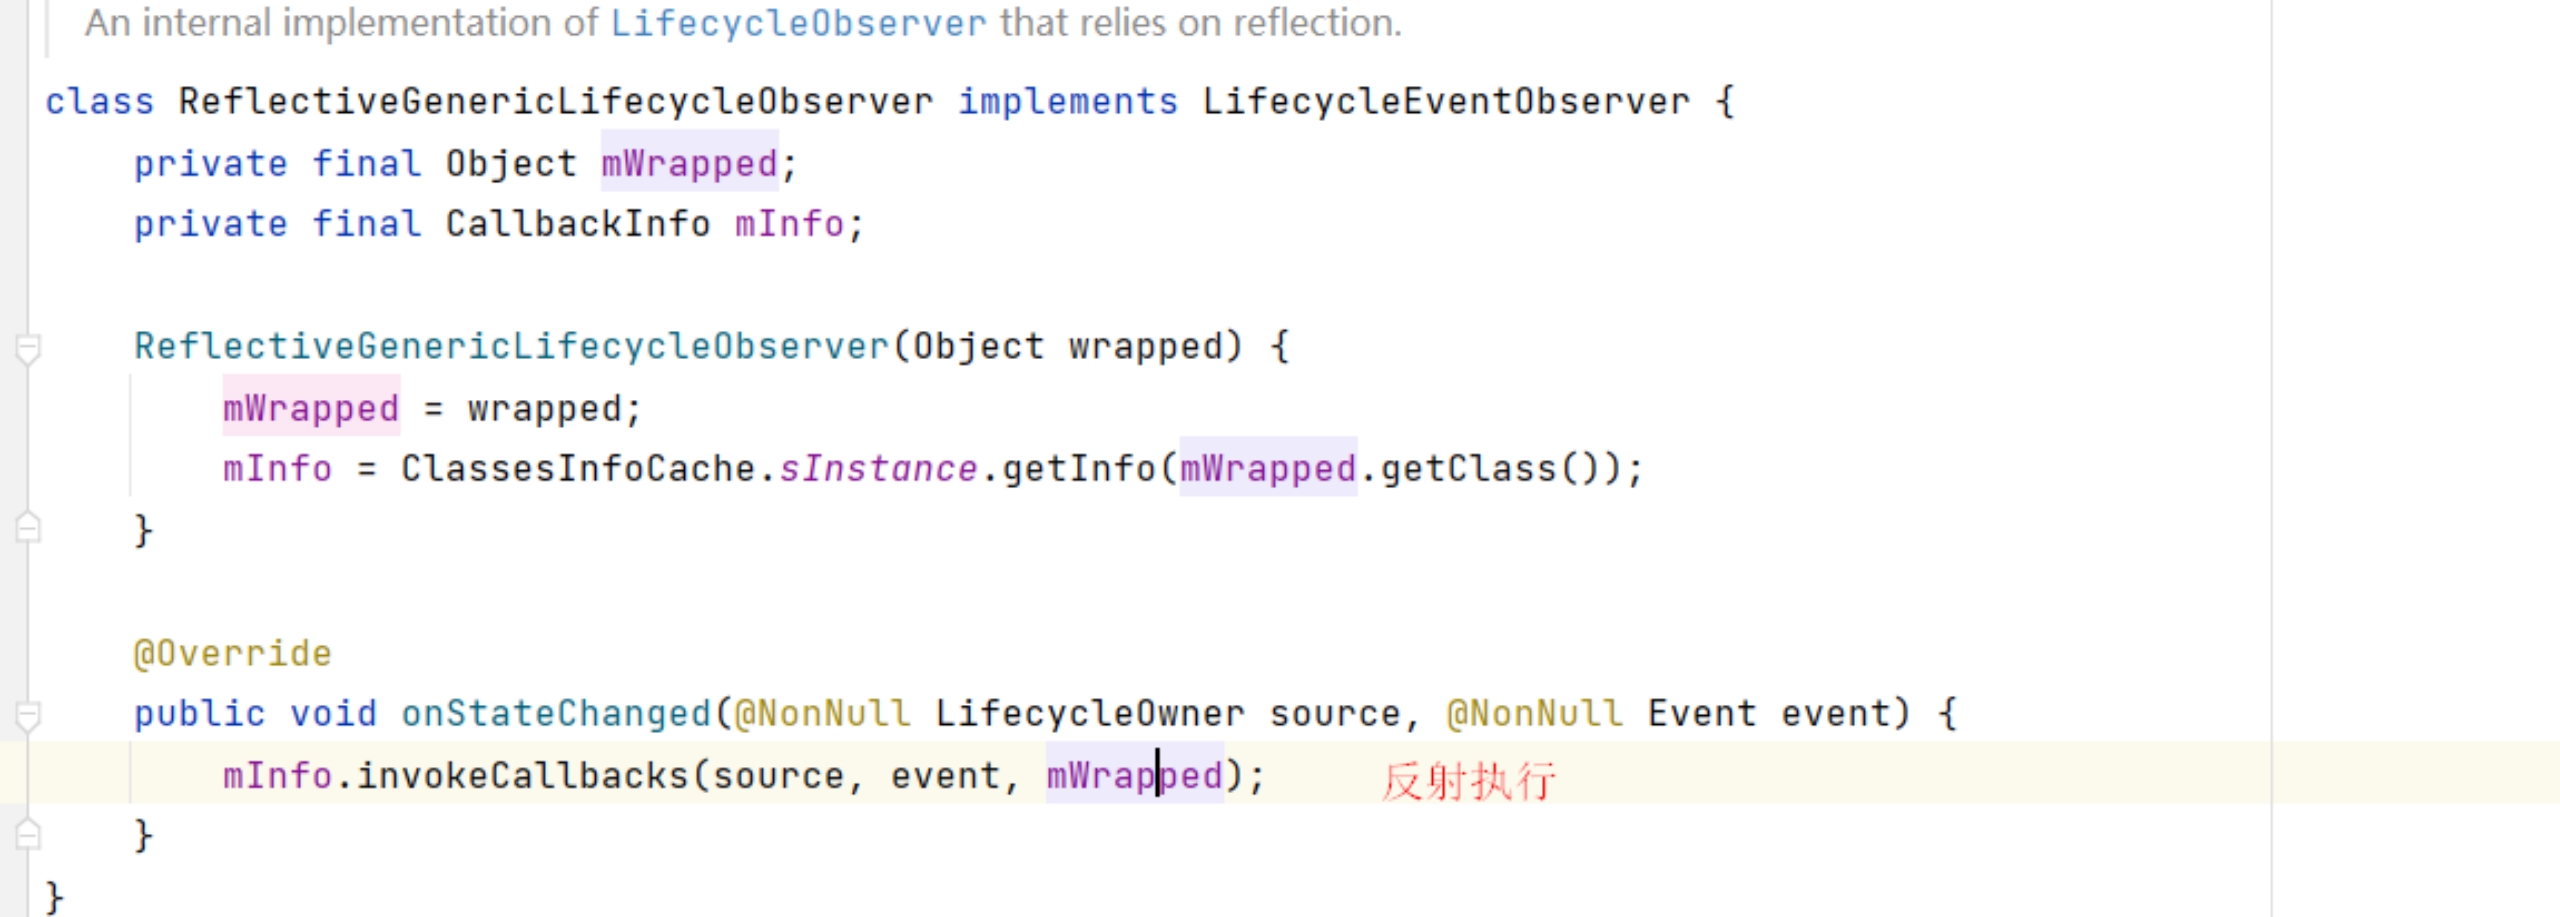 An internal implementation of LifecycleObserver that relies on reflection.
class ReflectiveGenericLifecycleObserver implements LifecycleEventObserver {
private final Object mWrapped;
private final CallbackInfo mInfo;
ReflectiveGenericLifecycleObserver(Object wrapped) {
mWrapped = wrapped;
mInfo = ClassesInfoCache.sInstance.getInfo(mWrapped.getClass());
}
@Override
public void onStateChanged(@NonNull LifecycleOwner source, @NonNull Event event) {
mInfo.invokeCallbacks(source, event, mWrapped); 反射执行
}
}